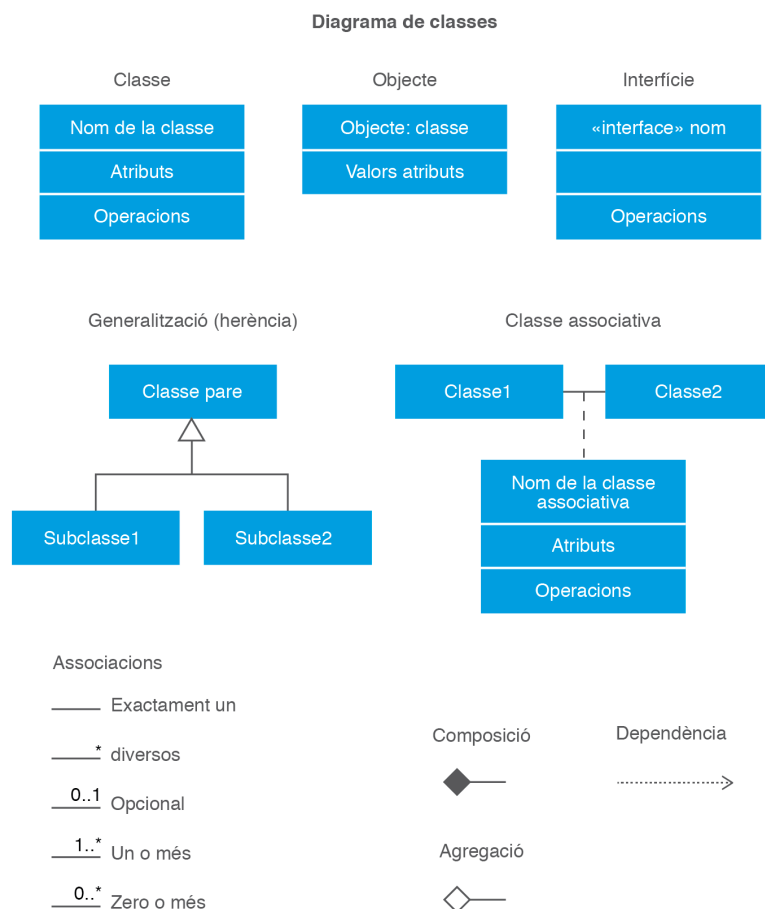 Diagrama de classes
Classe
Objecte
Interfície
Nom de la classe
Objecte: classe
«interface» nom
Atributs
Valors atributs
Operacions
Operacions
Generalització (herència)
Classe associativa
Classe pare
Classe1
Classe2
Nom de la classe
associativa
Subclasse1
Subclasse2
Atributs
Operacions
Associacions
Exactament un
* diversos
0..1 Opcional
1..* Un o més
0..* Zero o més
Composició
Dependència
Agregació